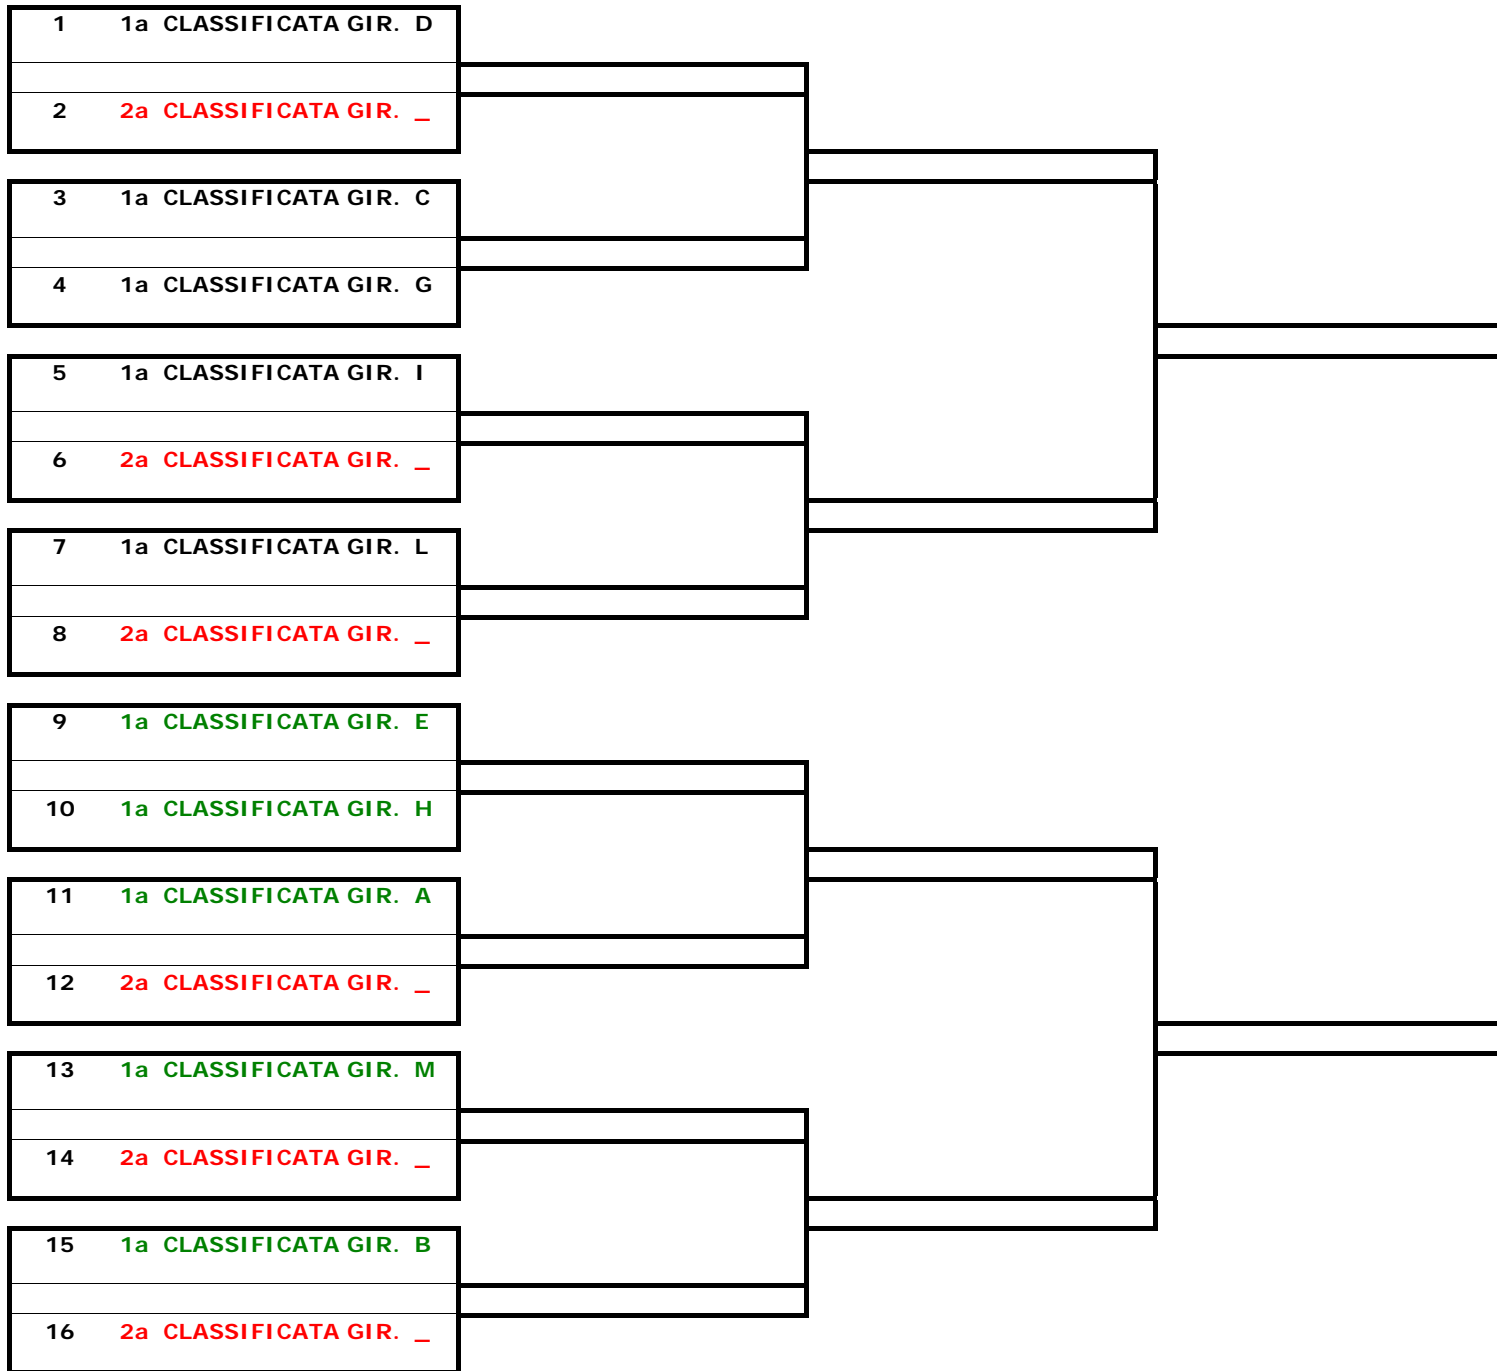 1 1a CLASSIFICATA GIR. D
2 2a CLASSIFICATA GIR. _
3 1a CLASSIFICATA GIR. C
4 1a CLASSIFICATA GIR. G
5 1a CLASSIFICATA GIR. I
6 2a CLASSIFICATA GIR. _
7 1a CLASSIFICATA GIR. L
8 2a CLASSIFICATA GIR. _
9 1a CLASSIFICATA GIR. E
10 1a CLASSIFICATA GIR. H
11 1a CLASSIFICATA GIR. A
12 2a CLASSIFICATA GIR. _
13 1a CLASSIFICATA GIR. M
14 2a CLASSIFICATA GIR. _
15 1a CLASSIFICATA GIR. B
16 2a CLASSIFICATA GIR. _